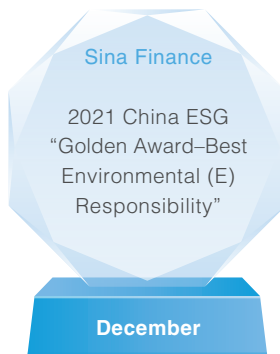 Sina Finance
2021 China ESG
“Golden Award–Best
Environmental (E)
Responsibility”
December